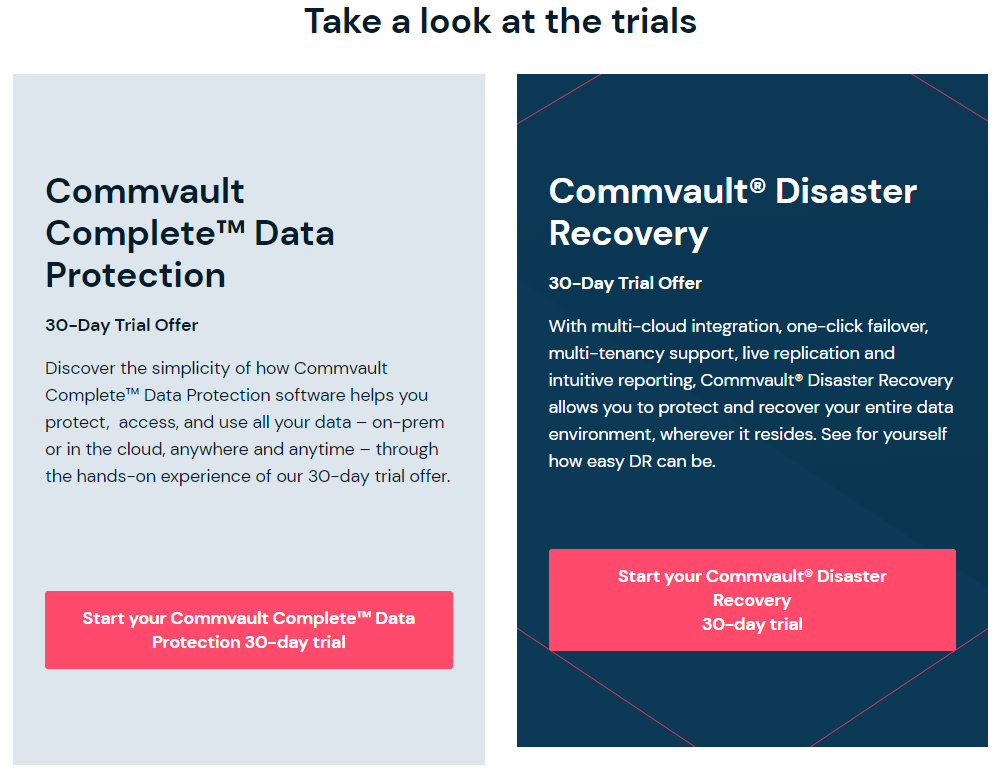 Take a look at the trials
Commvault
Complete™ Data
Protection
30-Day Trial Offer
Discover the simplicity of how Commvault
Complete™ Data Protection software helps you
protect,  access, and use all your data – on-prem
or in the cloud, anywhere and anytime – through
the hands-on experience of our 30-day trial offer.
Start your Commvault Complete™ Data
Protection 30-day trial
Commvault® Disaster
Recovery
30-Day Trial Offer
With multi-cloud integration, one-click failover,
multi-tenancy support, live replication and
intuitive reporting, Commvault® Disaster Recovery
allows you to protect and recover your entire data
environment, wherever it resides. See for yourself
how easy DR can be.
Start your Commvault® Disaster
Recovery
30-day trial